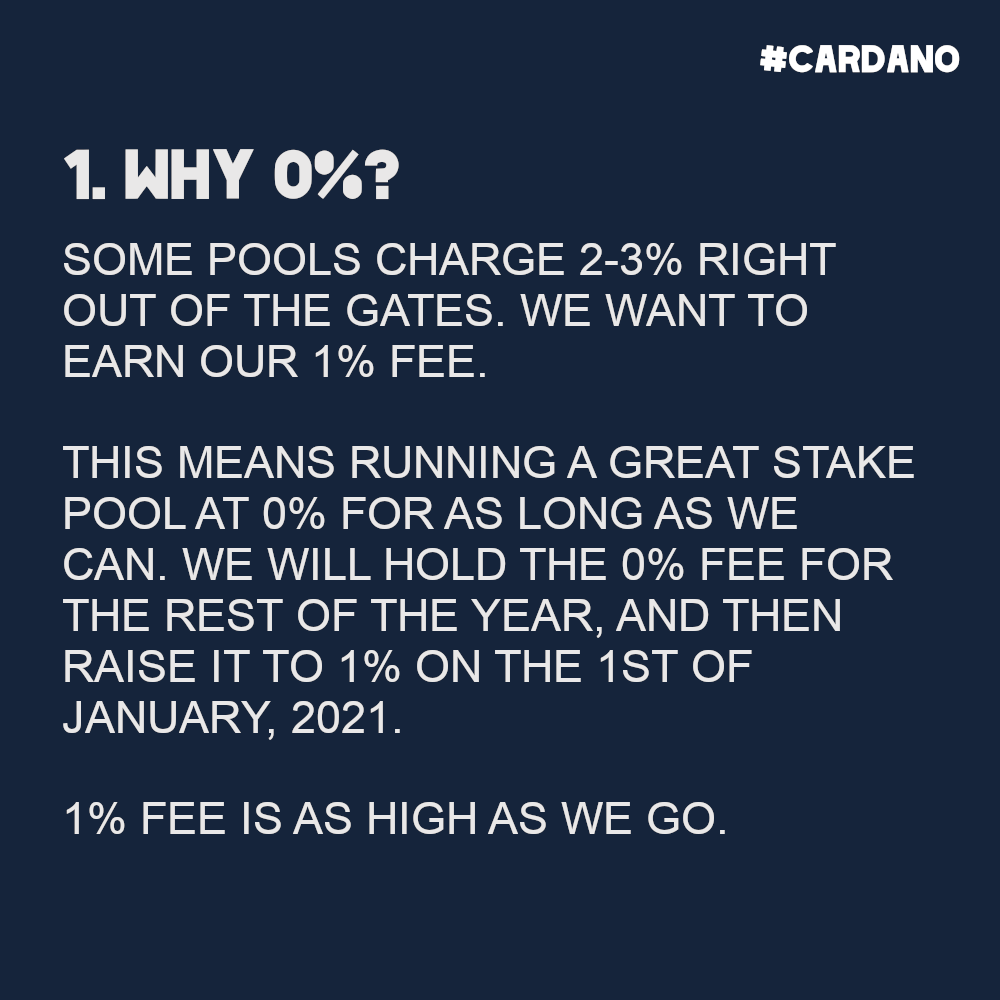 #CARDANO
1. WHY 0%?
SOME POOLS CHARGE 2-3% RIGHT
OUT OF THE GATES. WE WANT TO
EARN OUR 1% FEE.
THIS MEANS RUNNING A GREAT STAKE
POOL AT 0% FOR AS LONG AS WE
CAN. WE WILL HOLD THE 0% FEE FOR
THE REST OF THE YEAR, AND THEN
RAISE IT TO 1% ON THE 1ST OF
JANUARY, 2021.
1% FEE IS AS HIGH AS WE GO.